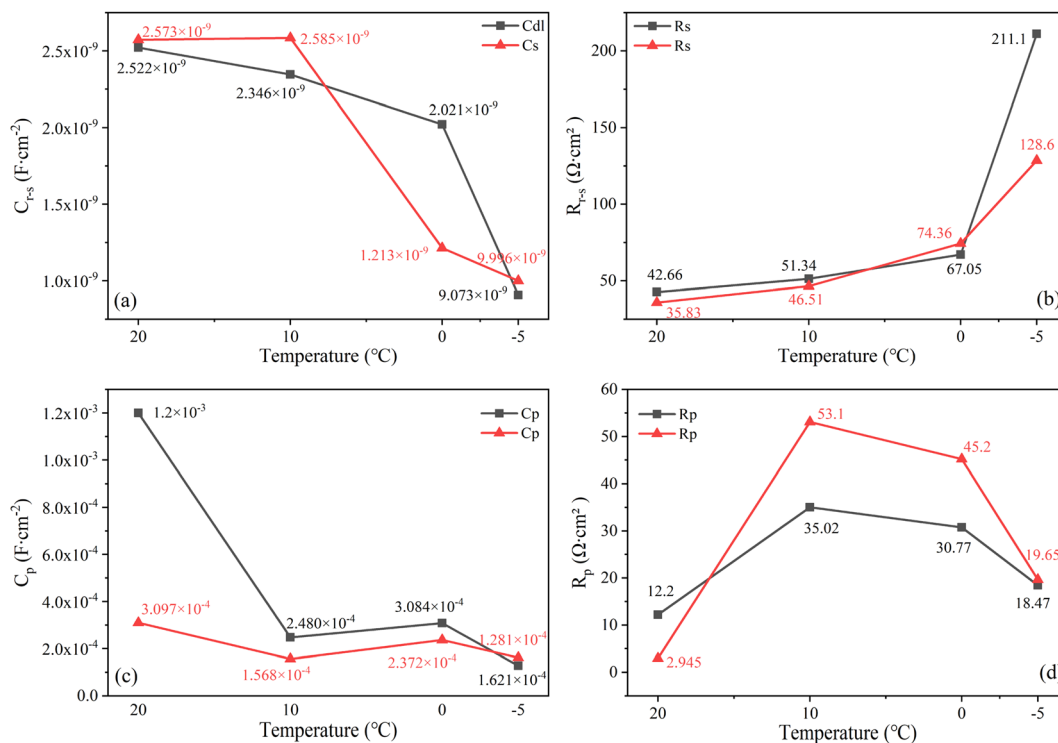 2.573×10⁻⁹
2.585×10⁻⁹
Cdl
Cs
2.522×10⁻⁹
2.346×10⁻⁹
2.021×10⁻⁹
1.213×10⁻⁹
9.996×10⁻⁹
9.073×10⁻⁹
2.5x10⁻⁹
2.0x10⁻⁹
1.5x10⁻⁹
1.0x10⁻⁹
C_r-s (F·cm⁻²)
(a)
20 10 0 -5
Temperature (℃)
Rs
Rs
211.1
128.6
74.36
67.05
51.34
46.51
42.66
35.83
200
150
100
50
R_r-s (Ω·cm²)
(b)
20 10 0 -5
Temperature (℃)
Cp
Cp
1.2×10⁻³
3.097×10⁻⁴
2.480×10⁻⁴
1.568×10⁻⁴
3.084×10⁻⁴
2.372×10⁻⁴
1.281×10⁻⁴
1.621×10⁻⁴
1.2x10⁻³
1.0x10⁻³
8.0x10⁻⁴
6.0x10⁻⁴
4.0x10⁻⁴
2.0x10⁻⁴
0.0
C_p (F·cm⁻²)
(c)
20 10 0 -5
Temperature (℃)
Rp
Rp
53.1
45.2
35.02
30.77
19.65
18.47
12.2
2.945
60
50
40
30
20
10
0
R_p (Ω·cm²)
(d)
20 10 0 -5
Temperature (℃)